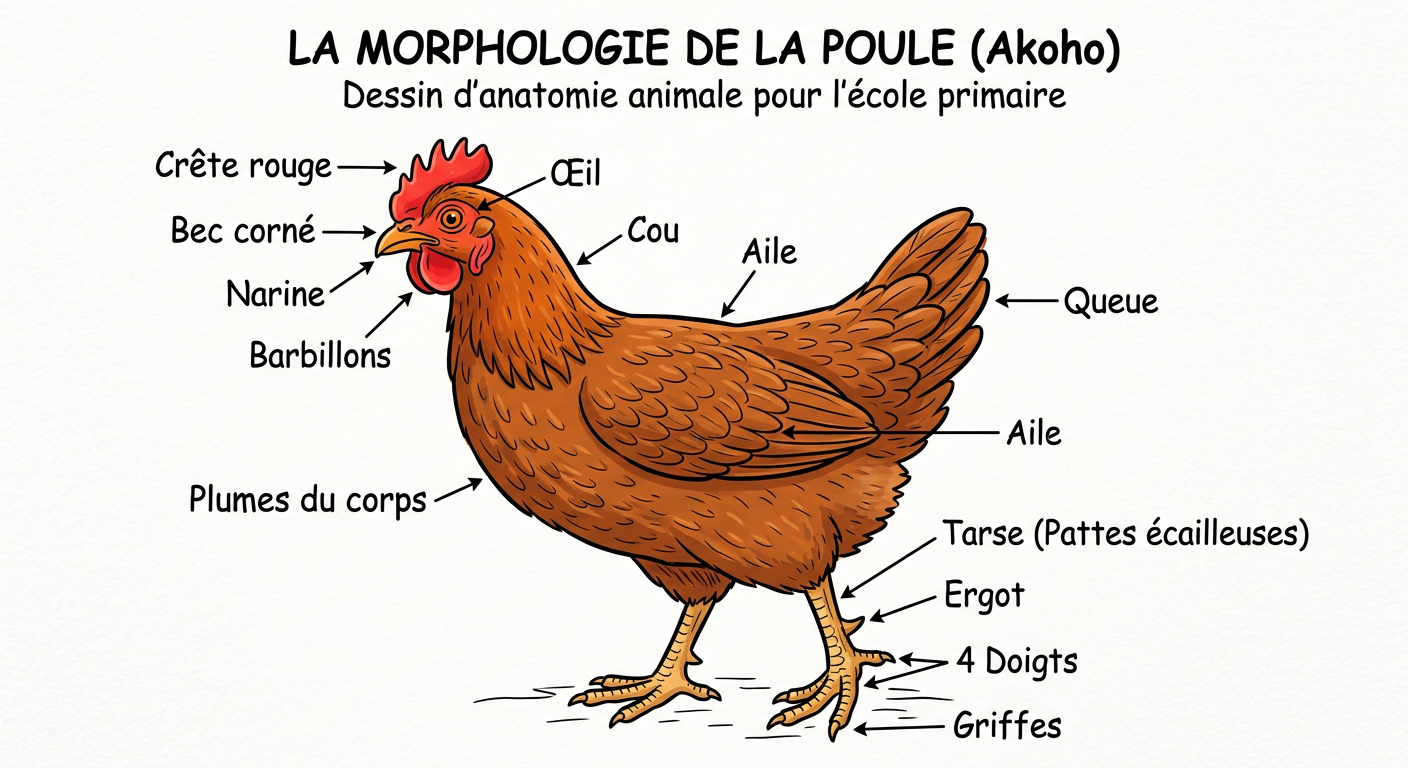 LA MORPHOLOGIE DE LA POULE (Akoho)
Dessin d'anatomie animale pour l'école primaire
Crête rouge
Œil
Bec corné
Cou
Aile
Narine
Queue
Barbillons
Aile
Plumes du corps
Tarse (Pattes écailleuses)
Ergot
4 Doigts
Griffes